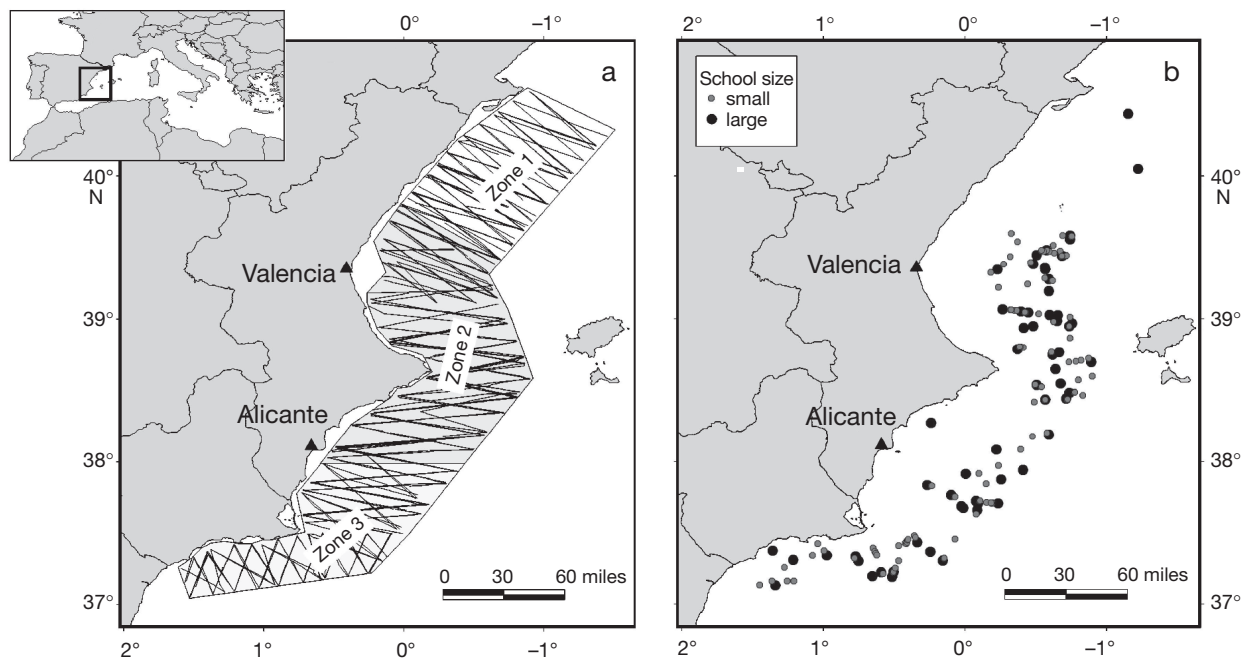 0°
−1°
a
Zone 1
40°
N
Valencia
39°
Zone 2
Alicante
38°
Zone 3
0 30 60 miles
37°
2° 1° 0° −1°
2° 1° 0° −1°
b
School size
small
large
40°
N
Valencia
39°
Alicante
38°
0 30 60 miles
37°
2° 1° 0° −1°